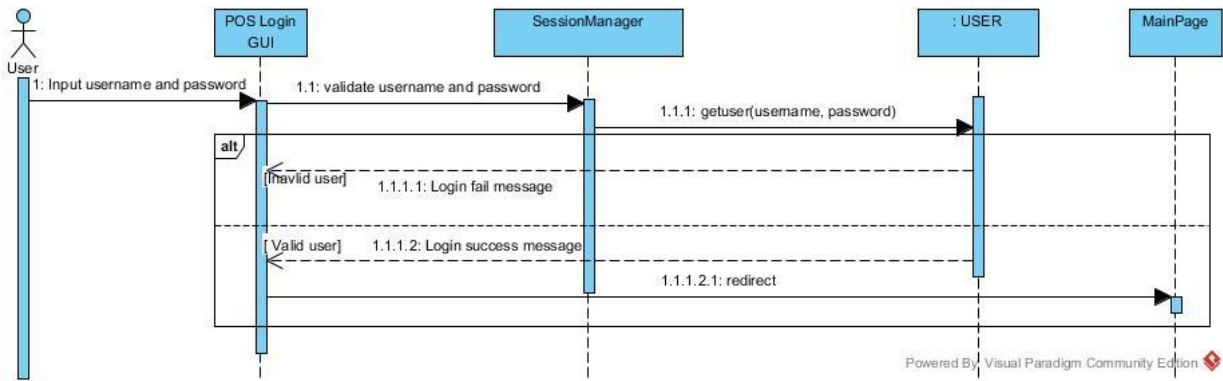 POS Login
GUI
SessionManager
: USER
MainPage
User
1: Input username and password
1.1: validate username and password
1.1.1: getuser(username, password)
alt
[Inavlid user]
1.1.1.1: Login fail message
[ Valid user]
1.1.1.2: Login success message
1.1.1.2.1: redirect
Powered By Visual Paradigm Community Edition